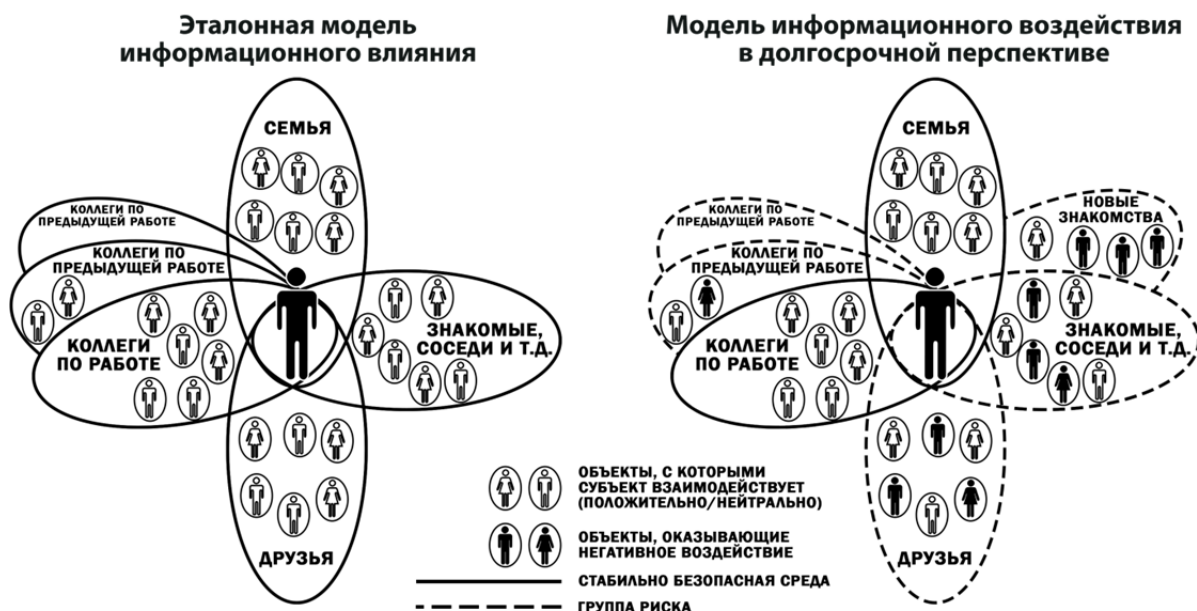 Эталонная модель
информационного влияния
СЕМЬЯ
КОЛЛЕГИ ПО
ПРЕДЫДУЩЕЙ РАБОТЕ
КОЛЛЕГИ ПО
ПРЕДЫДУЩЕЙ РАБОТЕ
КОЛЛЕГИ
ПО РАБОТЕ
ЗНАКОМЫЕ,
СОСЕДИ И Т.Д.
ДРУЗЬЯ
Модель информационного воздействия
в долгосрочной перспективе
СЕМЬЯ
КОЛЛЕГИ ПО
ПРЕДЫДУЩЕЙ РАБОТЕ
НОВЫЕ
ЗНАКОМСТВА
КОЛЛЕГИ ПО
ПРЕДЫДУЩЕЙ РАБОТЕ
КОЛЛЕГИ
ПО РАБОТЕ
ЗНАКОМЫЕ,
СОСЕДИ И Т.Д.
ДРУЗЬЯ
ОБЪЕКТЫ, С КОТОРЫМИ
СУБЪЕКТ ВЗАИМОДЕЙСТВУЕТ
(ПОЛОЖИТЕЛЬНО/НЕЙТРАЛЬНО)
ОБЪЕКТЫ, ОКАЗЫВАЮЩИЕ
НЕГАТИВНОЕ ВОЗДЕЙСТВИЕ
СТАБИЛЬНО БЕЗОПАСНАЯ СРЕДА
ГРУППА РИСКА